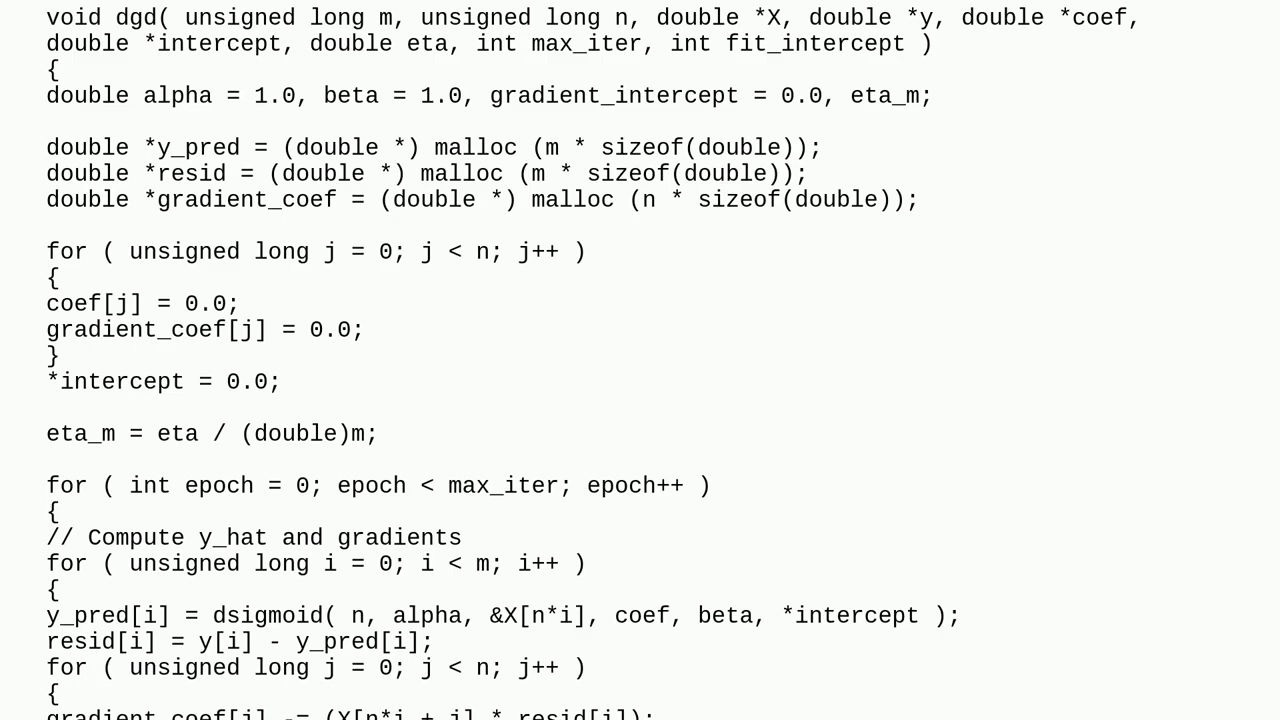 void dgd( unsigned long m, unsigned long n, double *X, double *y, double *coef,
double *intercept, double eta, int max_iter, int fit_intercept )
{
double alpha = 1.0, beta = 1.0, gradient_intercept = 0.0, eta_m;
double *y_pred = (double *) malloc (m * sizeof(double));
double *resid = (double *) malloc (m * sizeof(double));
double *gradient_coef = (double *) malloc (n * sizeof(double));
for ( unsigned long j = 0; j < n; j++ )
{
coef[j] = 0.0;
gradient_coef[j] = 0.0;
}
*intercept = 0.0;
eta_m = eta / (double)m;
for ( int epoch = 0; epoch < max_iter; epoch++ )
{
// Compute y_hat and gradients
for ( unsigned long i = 0; i < m; i++ )
{
y_pred[i] = dsigmoid( n, alpha, &X[n*i], coef, beta, *intercept );
resid[i] = y[i] - y_pred[i];
for ( unsigned long j = 0; j < n; j++ )
{
gradient_coef[j] -= (X[n*i + j] * resid[i]);